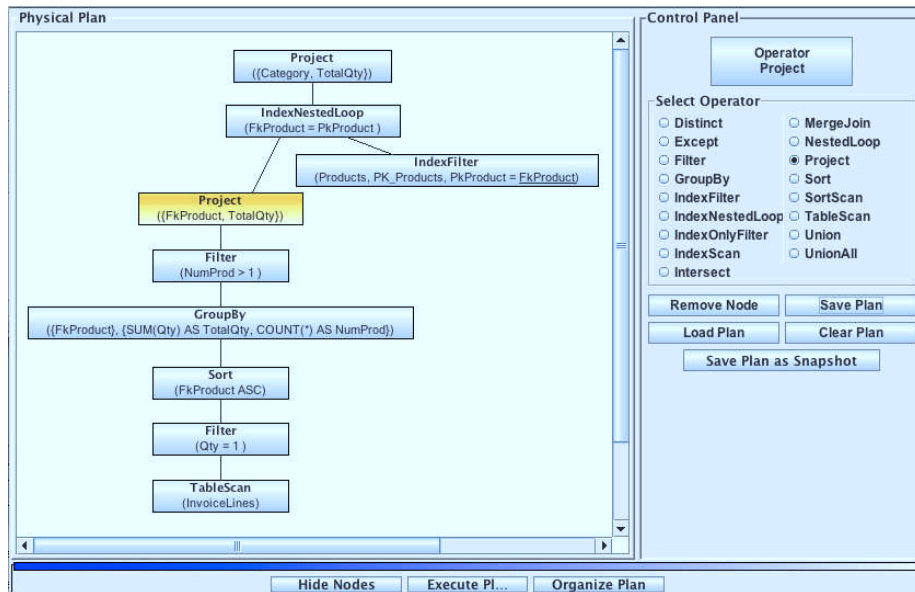 Physical Plan
Project
({Category, TotalQty})
IndexNestedLoop
(FkProduct = PkProduct )
IndexFilter
(Products, PK_Products, PkProduct = FkProduct)
Project
({FkProduct, TotalQty})
Filter
(NumProd > 1 )
GroupBy
({FkProduct}, {SUM(Qty) AS TotalQty, COUNT(*) AS NumProd})
Sort
(FkProduct ASC)
Filter
(Qty = 1 )
TableScan
(InvoiceLines)
Control Panel
Operator
Project
Select Operator
Distinct
Except
Filter
GroupBy
IndexFilter
IndexNestedLoop
IndexOnlyFilter
IndexScan
Intersect
MergeJoin
NestedLoop
Project
Sort
SortScan
TableScan
Union
UnionAll
Remove Node
Save Plan
Load Plan
Clear Plan
Save Plan as Snapshot
Hide Nodes
Execute Pl...
Organize Plan